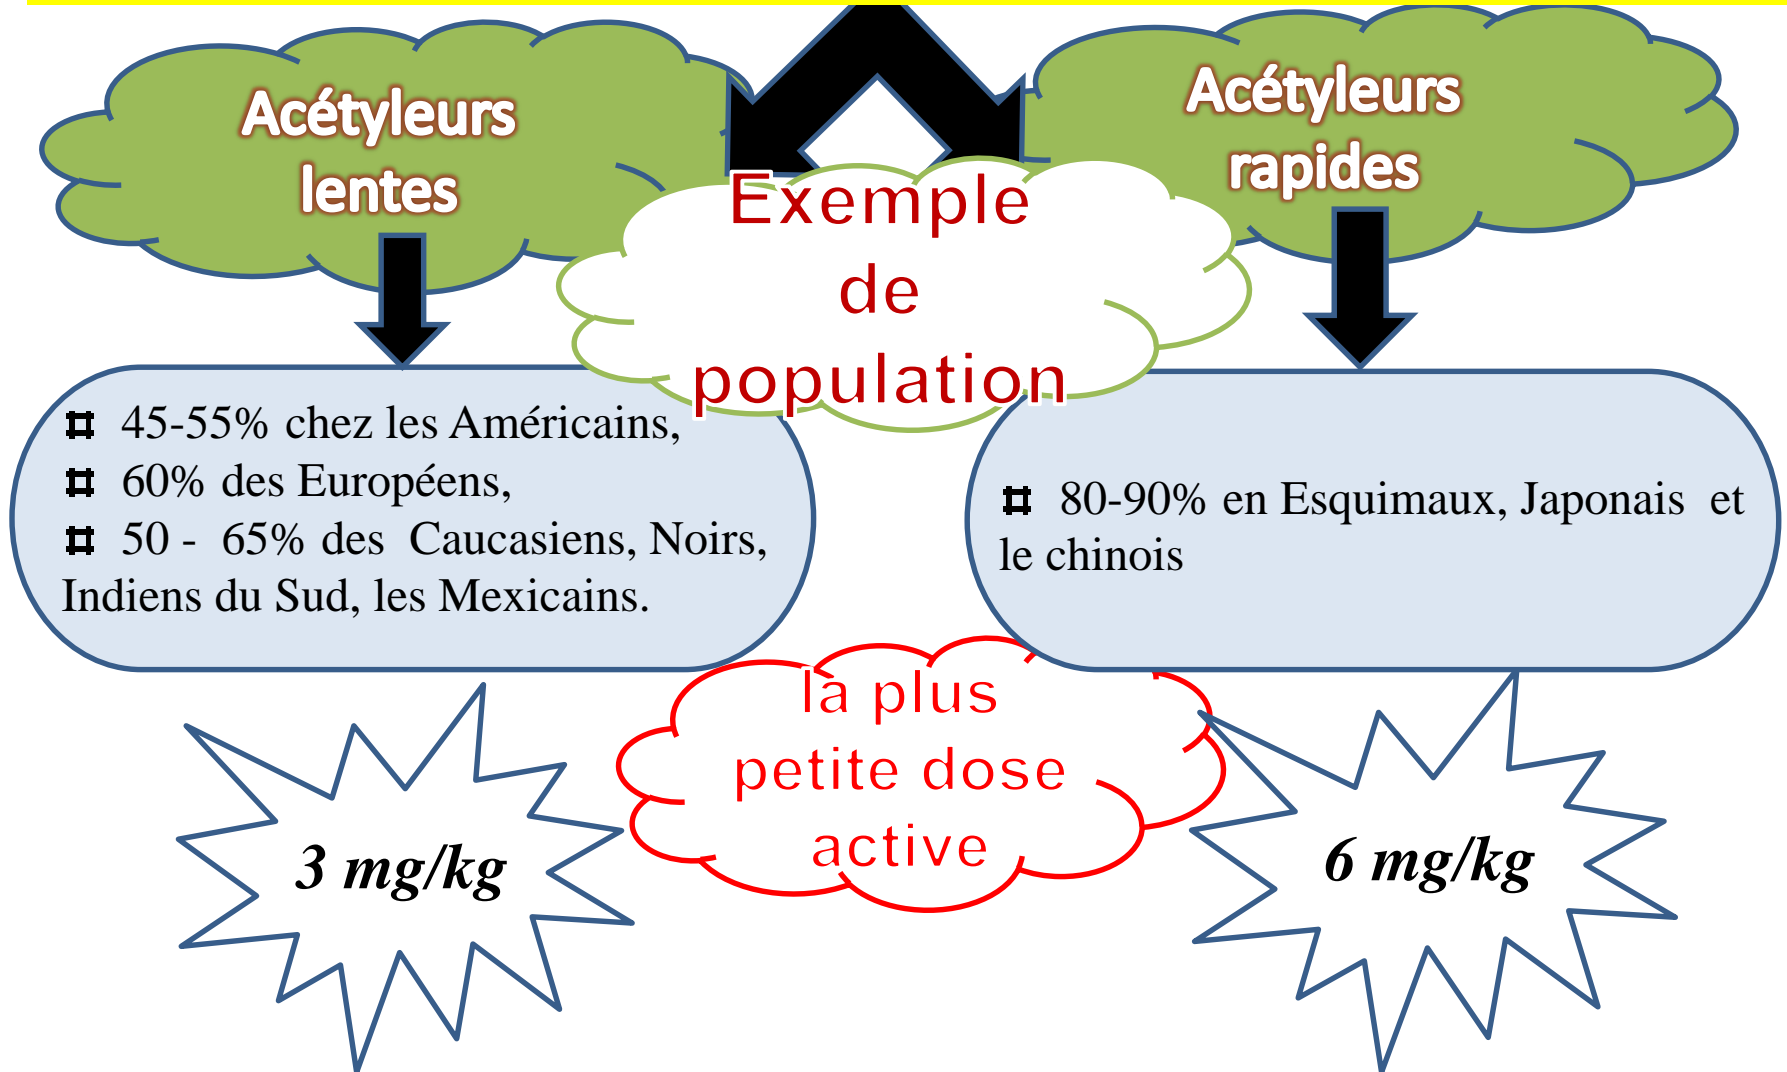 Acétyleurs
lentes
Acétyleurs
rapides
Exemple
de
population
¤ 45-55% chez les Américains,
¤ 60% des Européens,
¤ 50 - 65% des Caucasiens, Noirs,
Indiens du Sud, les Mexicains.
¤ 80-90% en Esquimaux, Japonais et
le chinois
la plus
petite dose
active
3 mg/kg
6 mg/kg